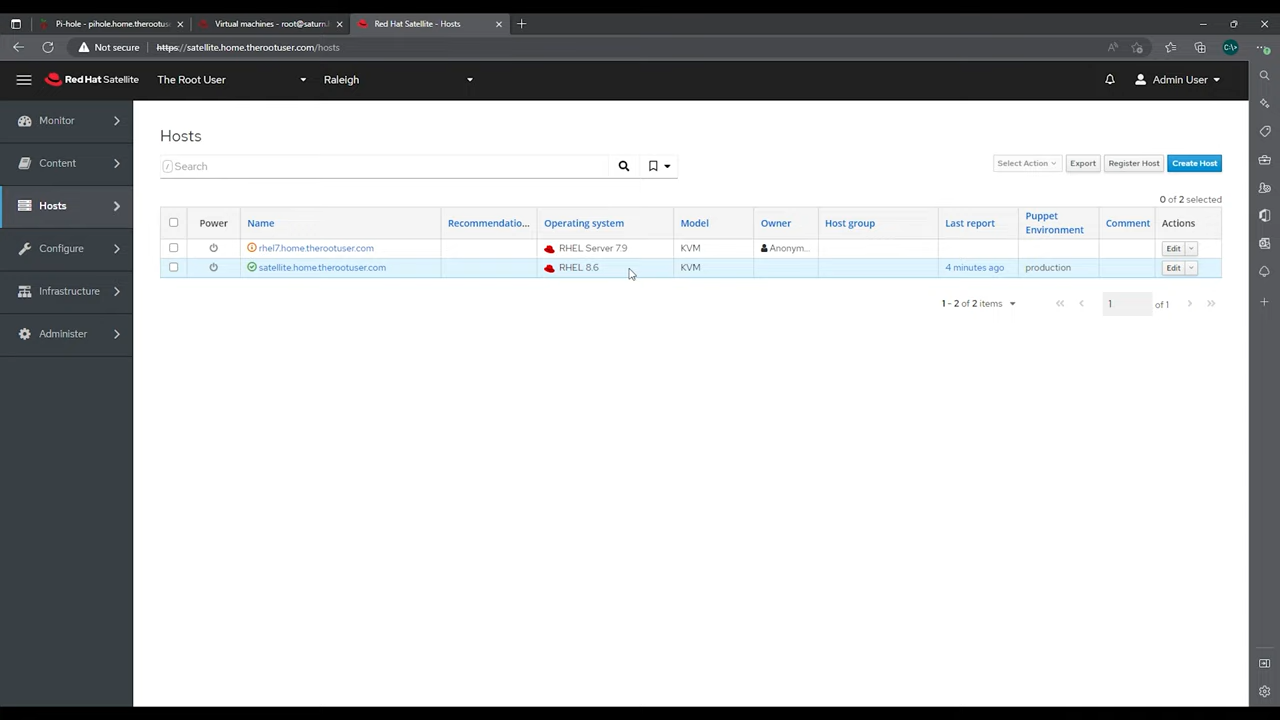 Pi-hole - pihole.home.therootus
Virtual machines - root@saturn.
Red Hat Satellite - Hosts
Not secure
https://satellite.home.therootuser.com/hosts
Red Hat Satellite
The Root User
Raleigh
Admin User
Monitor
Content
Hosts
Configure
Infrastructure
Administer
Hosts
/ Search
Select Action
Export
Register Host
Create Host
0 of 2 selected
Power
Name
Recommendatio...
Operating system
Model
Owner
Host group
Last report
Puppet
Environment
Comment
Actions
rhel7.home.therootuser.com
RHEL Server 7.9
KVM
Anonym...
Edit
satellite.home.therootuser.com
RHEL 8.6
KVM
4 minutes ago
production
Edit
1 - 2 of 2 items
1
of 1